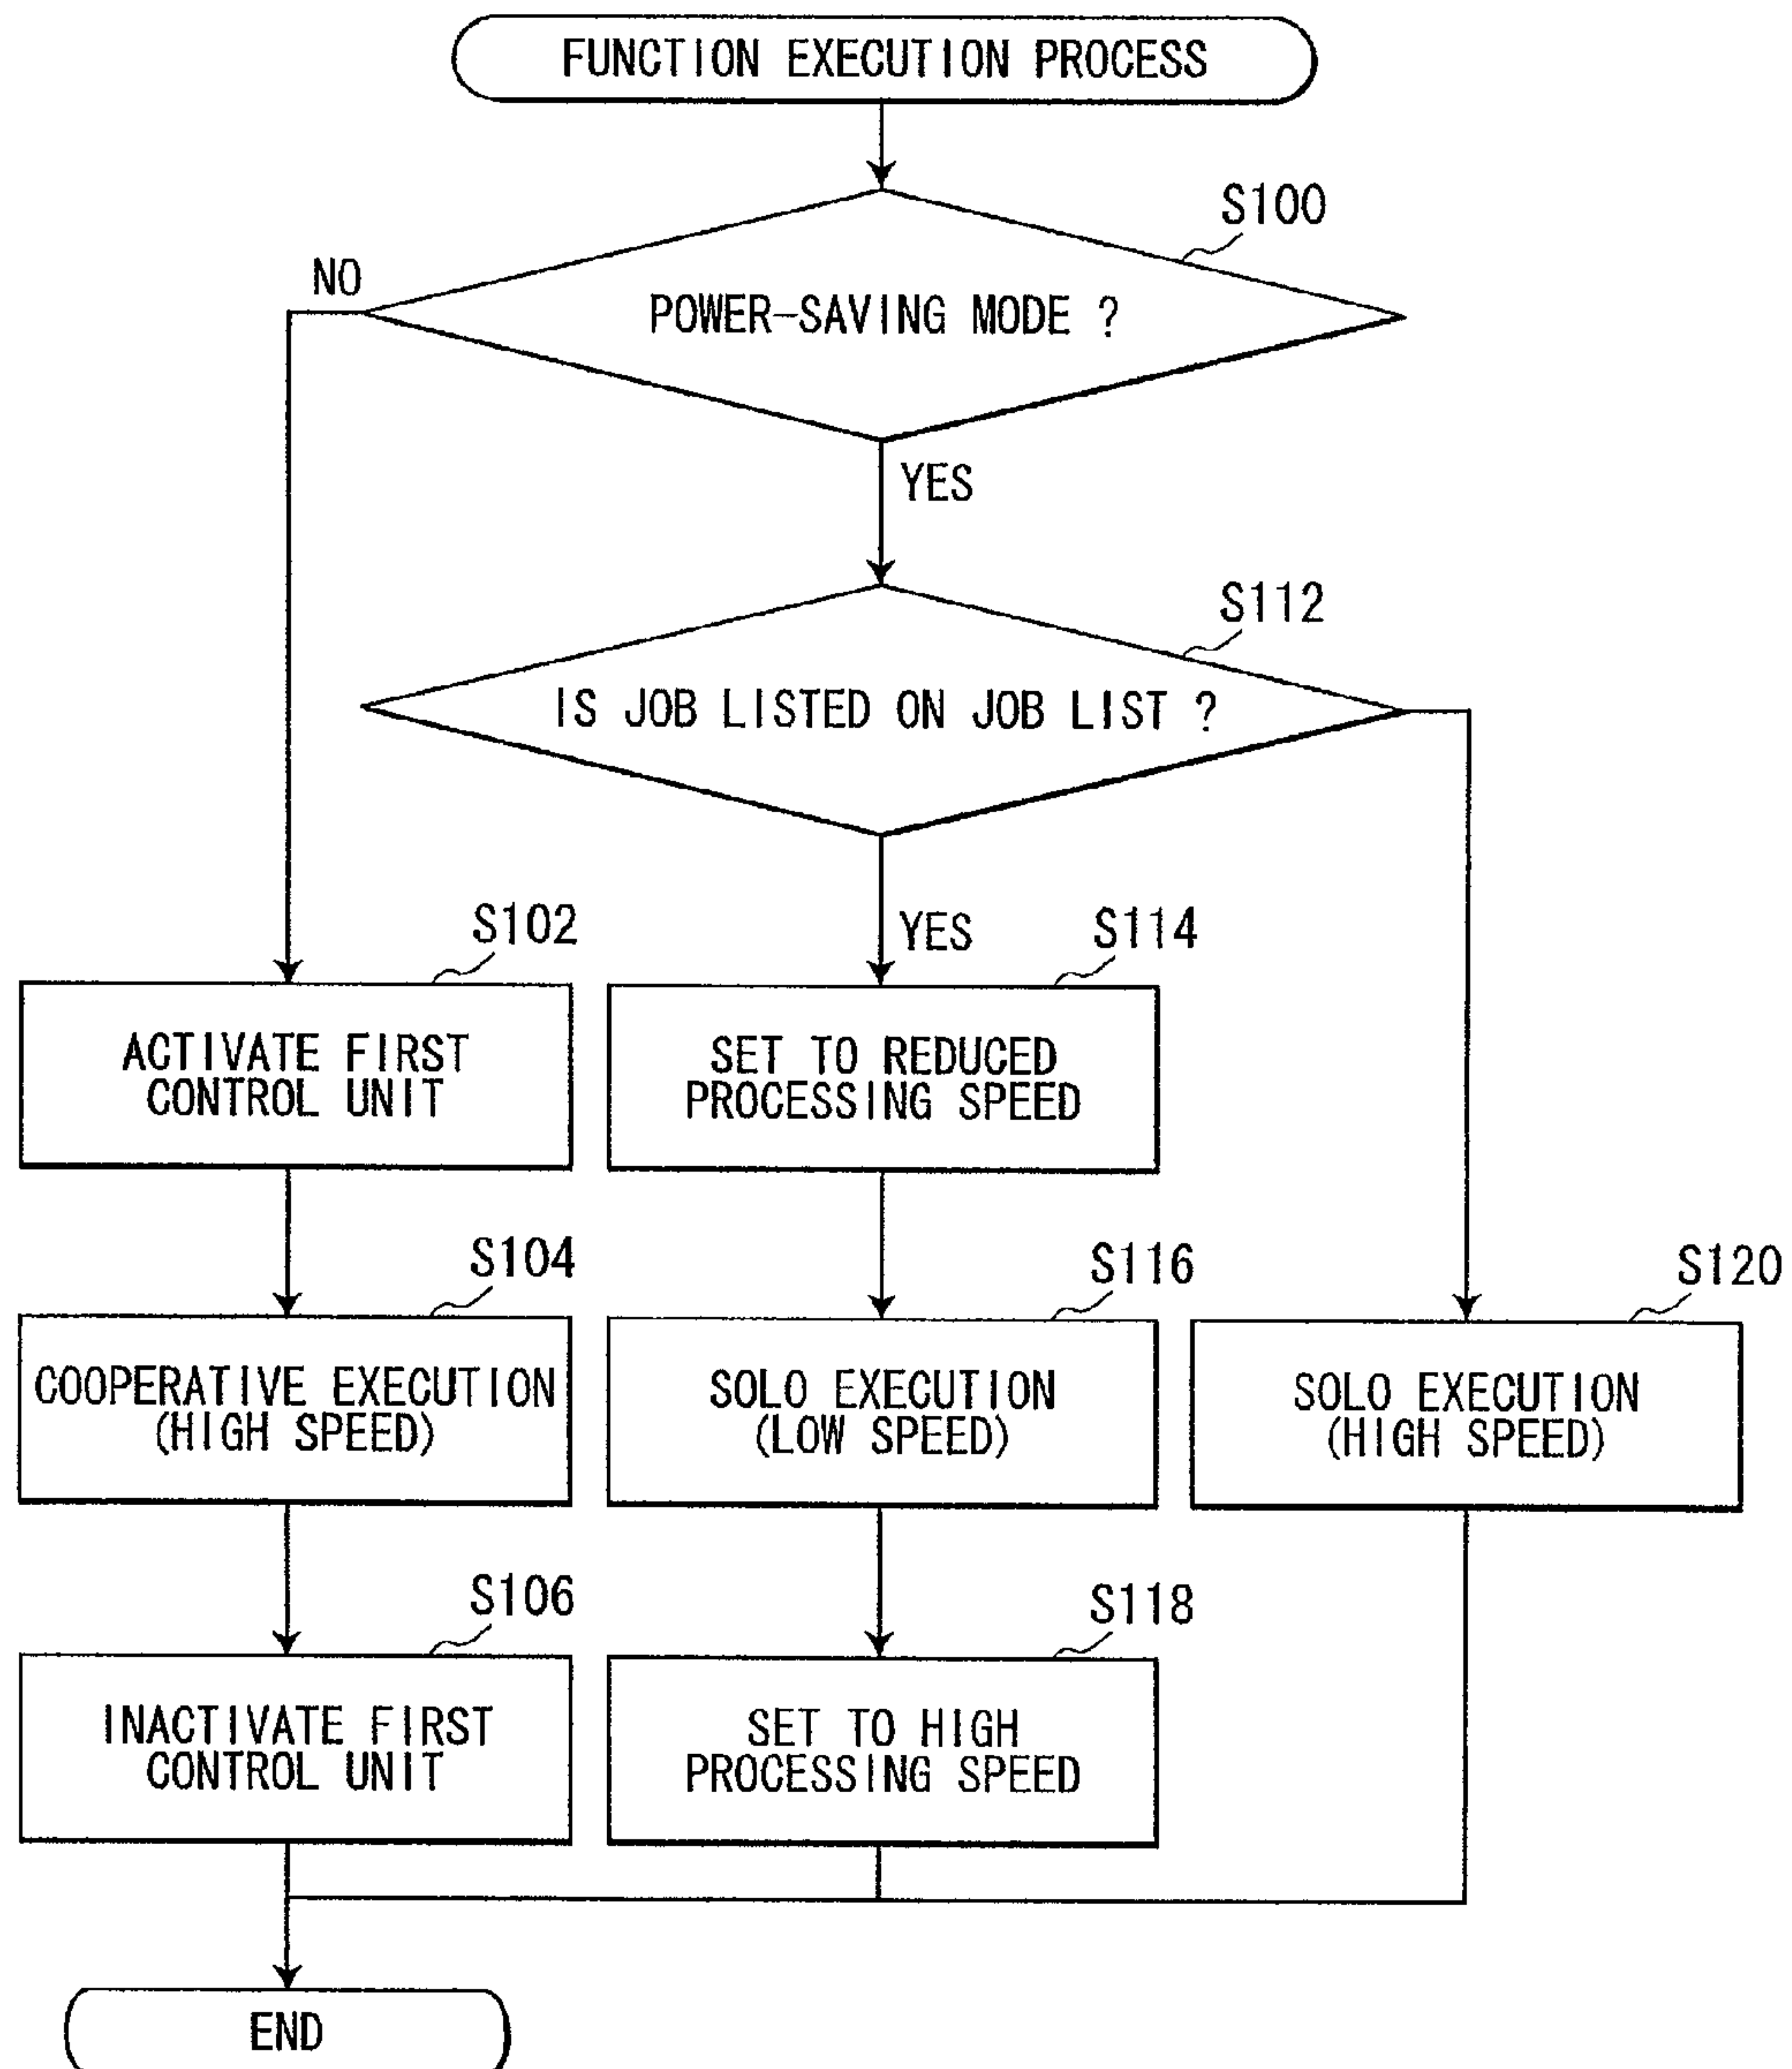 FUNCTION EXECUTION PROCESS
S100
NO
POWER-SAVING MODE ?
YES
S112
IS JOB LISTED ON JOB LIST ?
YES
S102
ACTIVATE FIRST
CONTROL UNIT
S114
SET TO REDUCED
PROCESSING SPEED
S104
COOPERATIVE EXECUTION
(HIGH SPEED)
S116
SOLO EXECUTION
(LOW SPEED)
S120
SOLO EXECUTION
(HIGH SPEED)
S106
INACTIVATE FIRST
CONTROL UNIT
S118
SET TO HIGH
PROCESSING SPEED
END